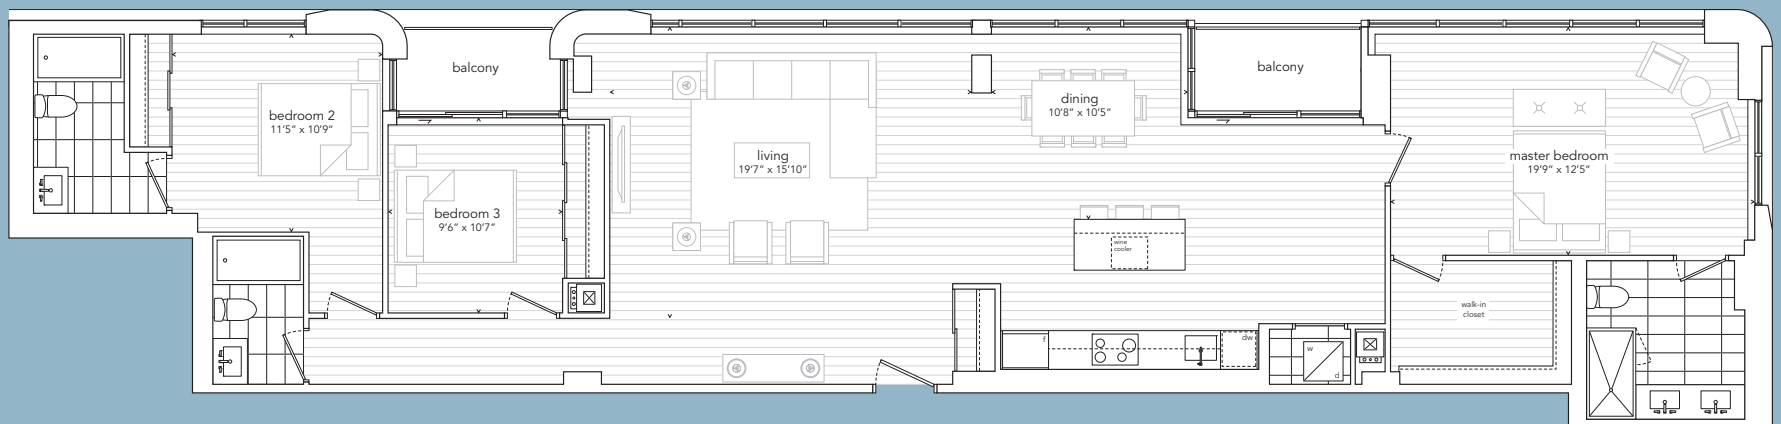 balcony
bedroom 2
11'5" x 10'9"
bedroom 3
9'6" x 10'7"
living
19'7" x 15'10"
dining
10'8" x 10'5"
balcony
master bedroom
19'9" x 12'5"
wine
cooler
walk-in
closet
f
dw
w
d